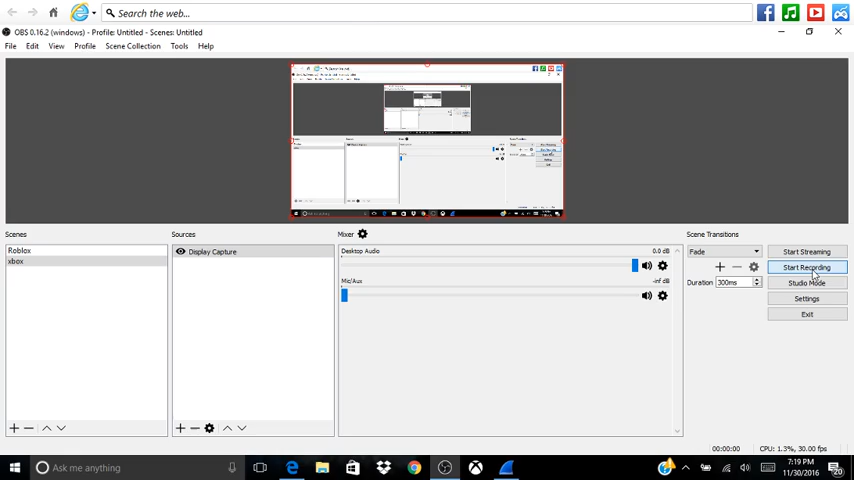 Search the web...
OBS 0.16.2 (windows) - Profile: Untitled - Scenes: Untitled
File Edit View Profile Scene Collection Tools Help
Scenes
Sources
Mixer
Scene Transitions
Roblox
xbox
Display Capture
Desktop Audio 0.0 dB
Mic/Aux -inf dB
Fade
Duration 300ms
Start Streaming
Start Recording
Studio Mode
Settings
Exit
00:00:00 CPU: 1.3%, 30.00 fps
Ask me anything
7:19 PM
11/30/2016
20